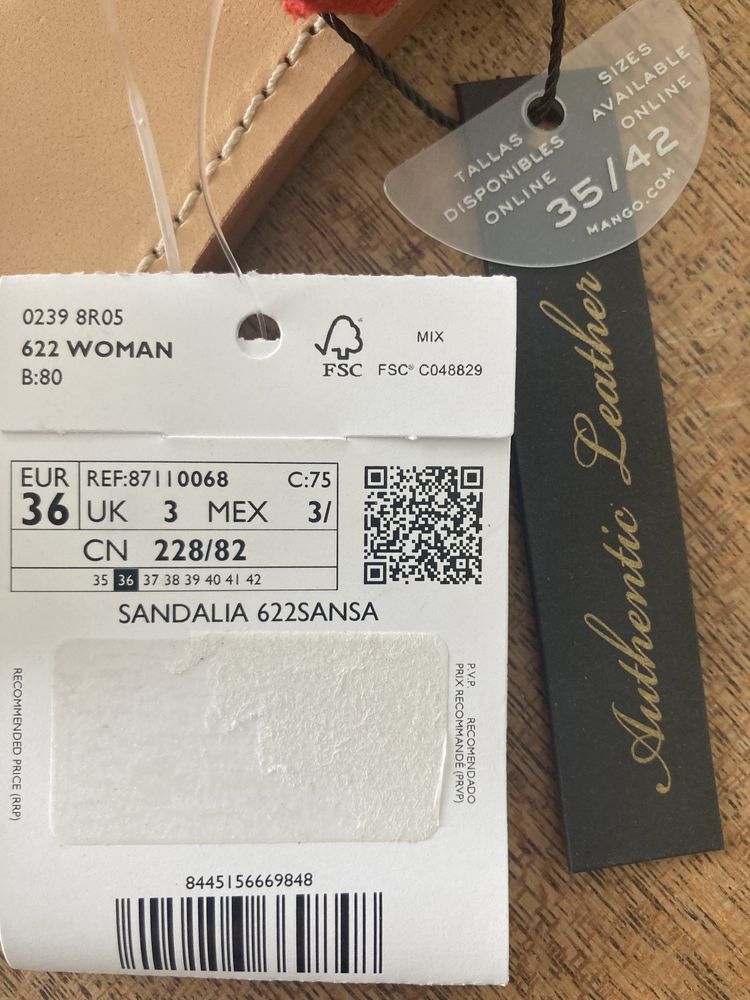 TALLAS
DISPONIBLES
ONLINE
SIZES
AVAILABLE
ONLINE
35/42
MANGO.COM
Authentic Leather
0239 8R05
622 WOMAN
B:80
FSC
MIX
FSC® C048829
EUR
36
REF:87110068 C:75
UK 3 MEX 3/
CN 228/82
35 36 37 38 39 40 41 42
SANDALIA 622SANSA
RECOMMENDED PRICE (RRP)
P.V.P. RECOMENDADO
PRIX RECOMMANDÉ (PRVP)
8445156669848